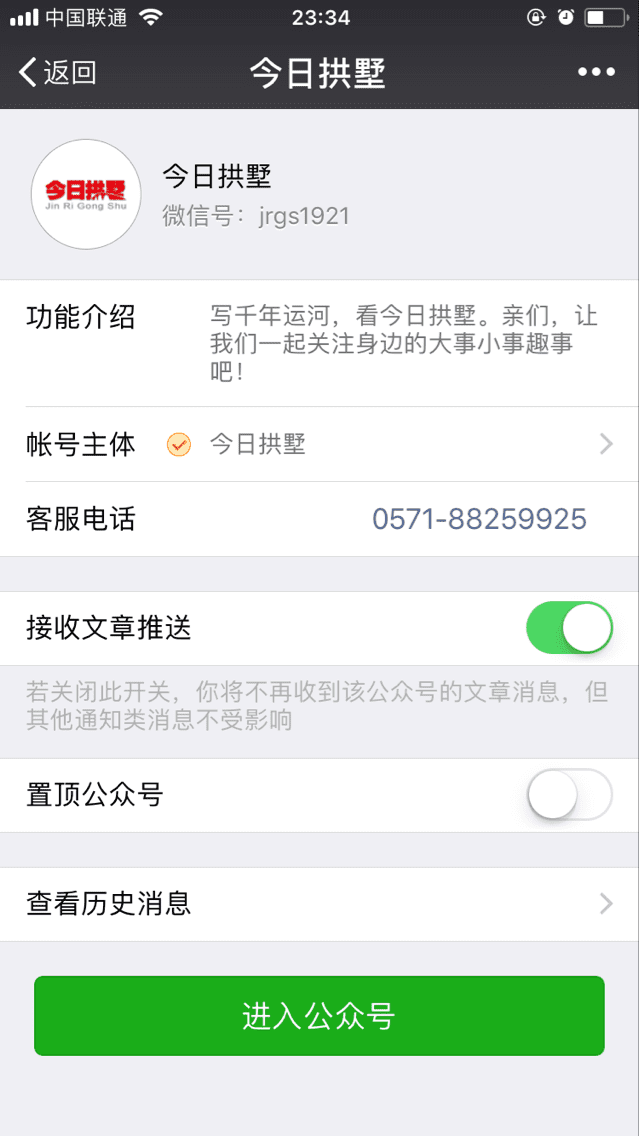 中国联通
23:34
返回
今日拱墅
今日拱墅
Jin Ri Gong Shu
今日拱墅
微信号：jrgs1921
功能介绍
写千年运河，看今日拱墅。亲们，让
我们一起关注身边的大事小事趣事
吧！
帐号主体
今日拱墅
客服电话
0571-88259925
接收文章推送
若关闭此开关，你将不再收到该公众号的文章消息，但
其他通知类消息不受影响
置顶公众号
查看历史消息
进入公众号